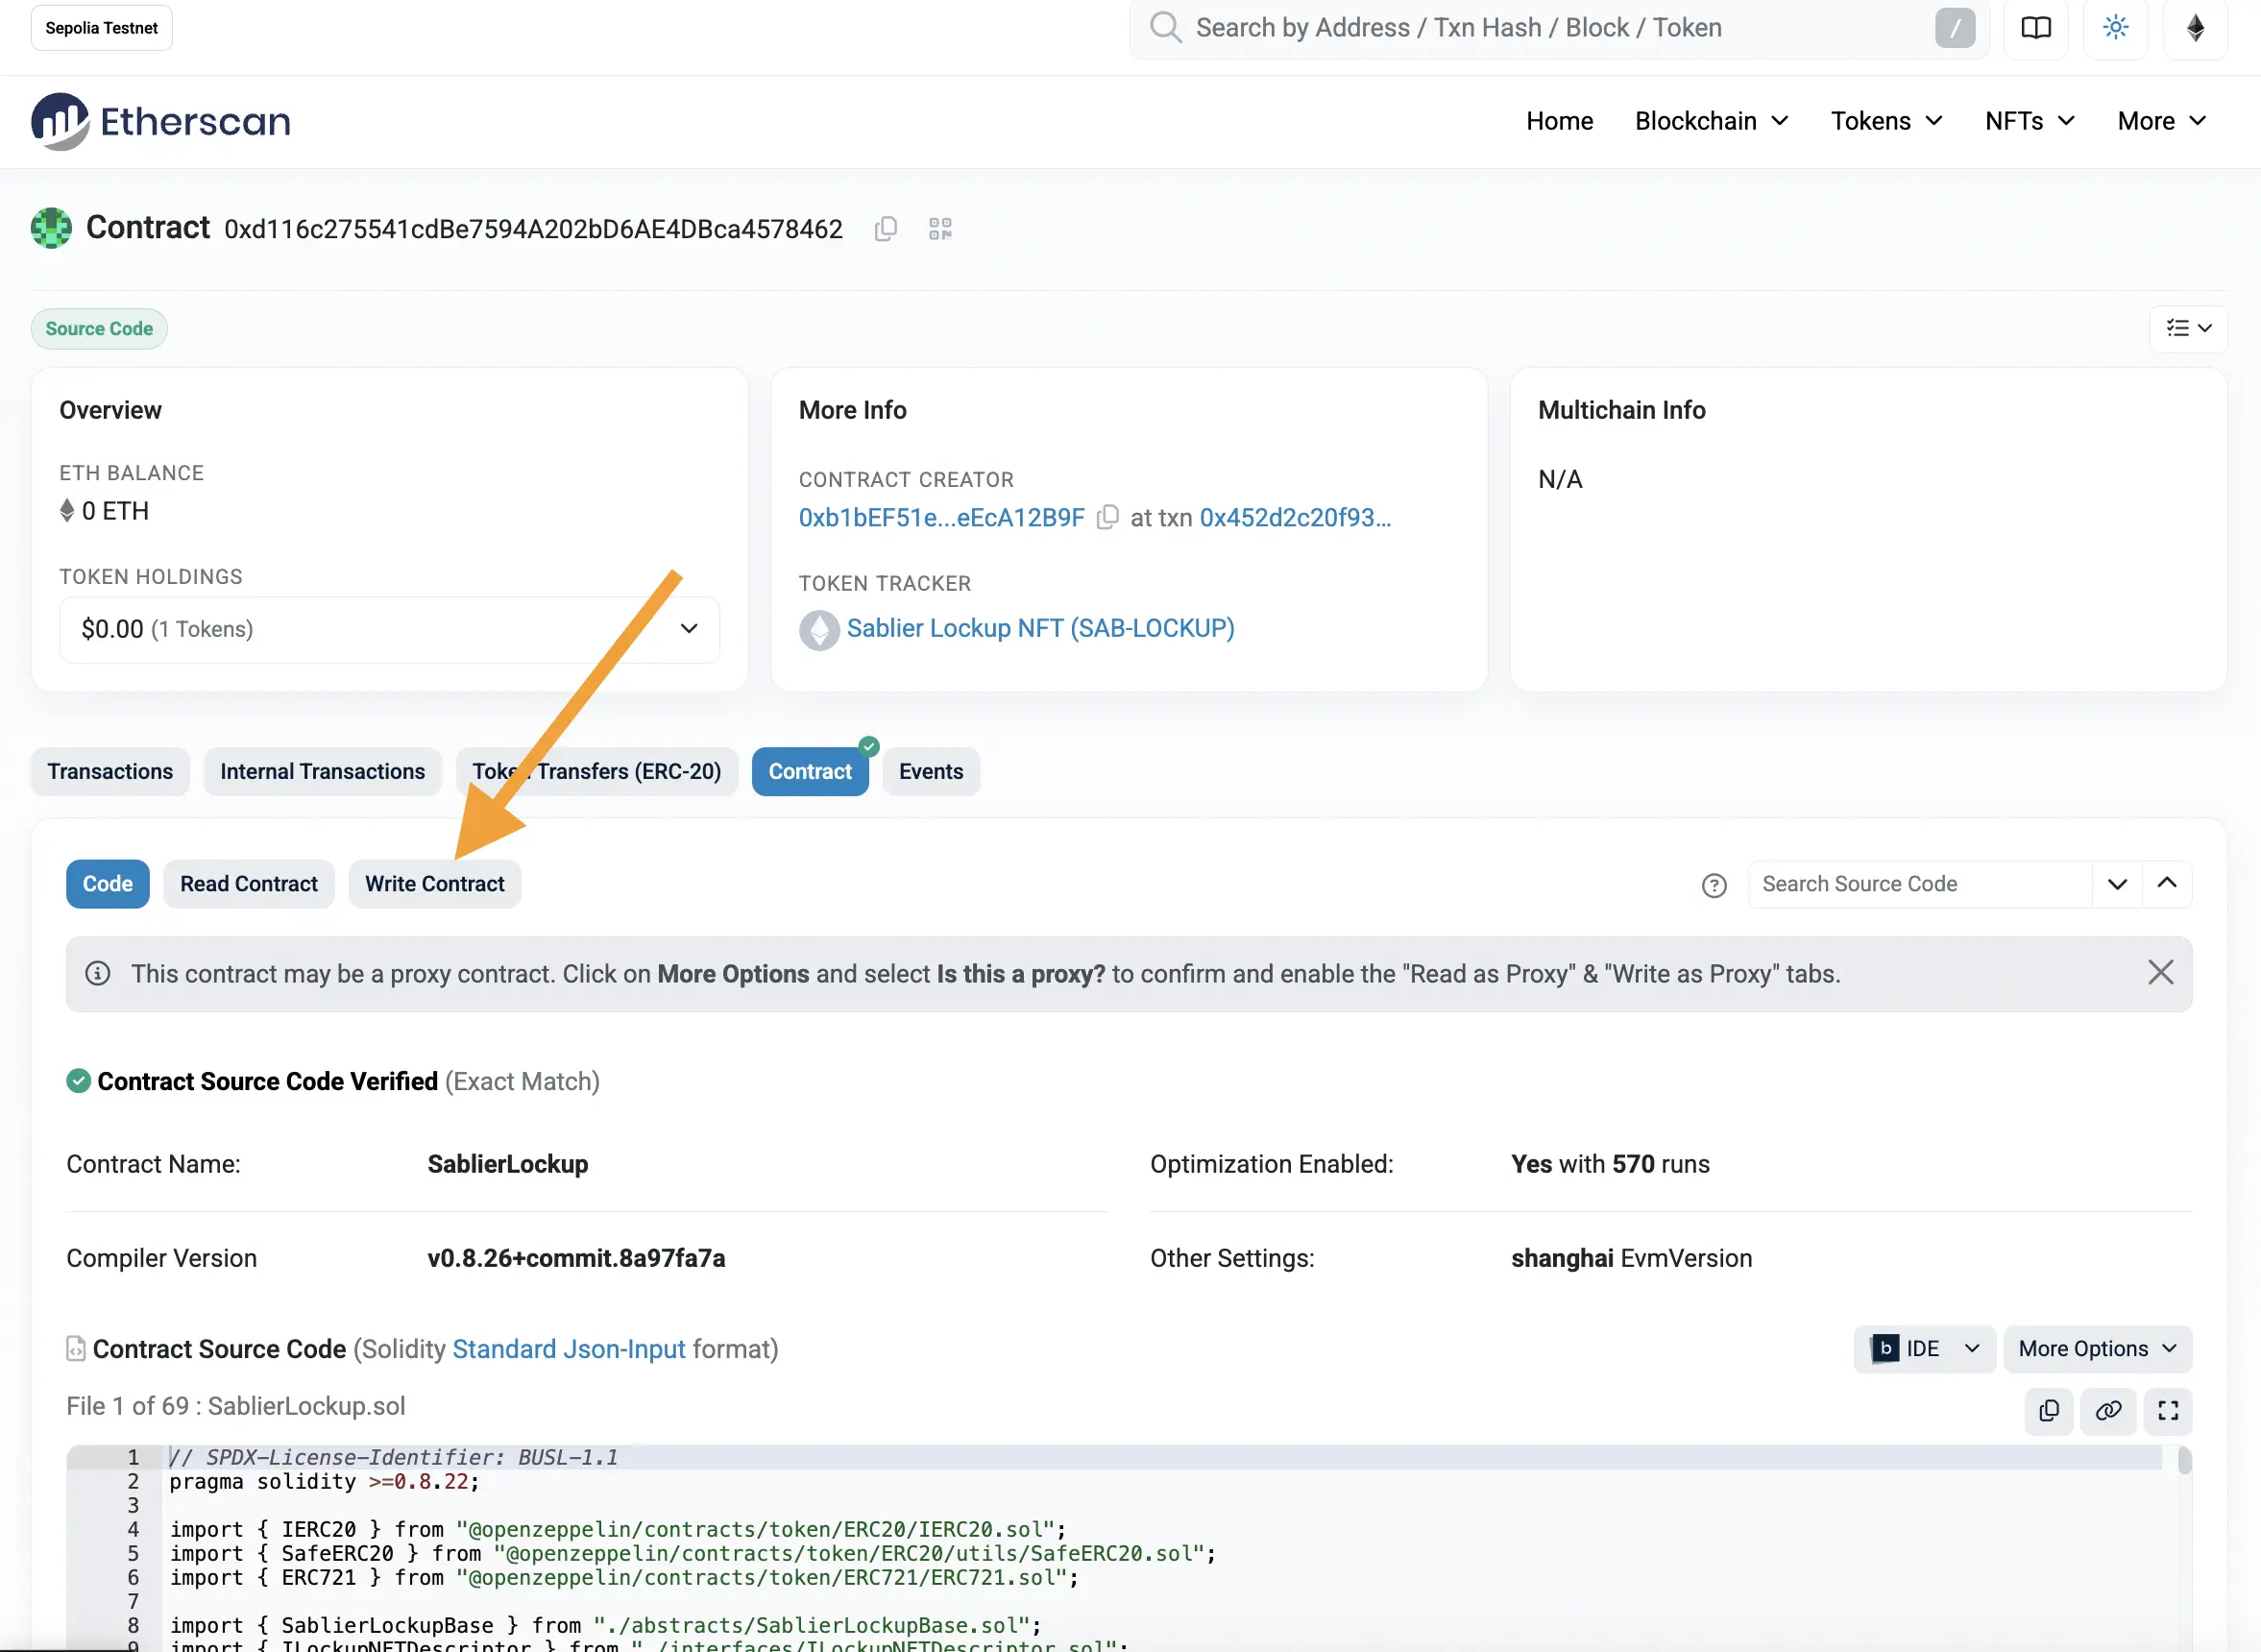 Sepolia Testnet
Search by Address / Txn Hash / Block / Token
/
Etherscan
Home Blockchain Tokens NFTs More
Contract 0xd116c275541cdBe7594A202bD6AE4DBca4578462
Source Code
Overview
ETH BALANCE
0 ETH
TOKEN HOLDINGS
$0.00 (1 Tokens)
More Info
CONTRACT CREATOR
0xb1bEF51e...eEcA12B9F at txn 0x452d2c20f93...
TOKEN TRACKER
Sablier Lockup NFT (SAB-LOCKUP)
Multichain Info
N/A
Transactions Internal Transactions Token Transfers (ERC-20) Contract Events
Code Read Contract Write Contract Search Source Code
This contract may be a proxy contract. Click on More Options and select Is this a proxy? to confirm and enable the "Read as Proxy" & "Write as Proxy" tabs.
Contract Source Code Verified (Exact Match)
Contract Name: SablierLockup
Optimization Enabled: Yes with 570 runs
Compiler Version v0.8.26+commit.8a97fa7a
Other Settings: shanghai EvmVersion
Contract Source Code (Solidity Standard Json-Input format)
b IDE More Options
File 1 of 69 : SablierLockup.sol
1 // SPDX-License-Identifier: BUSL-1.1
2 pragma solidity >=0.8.22;
3
4 import { IERC20 } from "@openzeppelin/contracts/token/ERC20/IERC20.sol";
5 import { SafeERC20 } from "@openzeppelin/contracts/token/ERC20/utils/SafeERC20.sol";
6 import { ERC721 } from "@openzeppelin/contracts/token/ERC721/ERC721.sol";
7
8 import { SablierLockupBase } from "./abstracts/SablierLockupBase.sol";
9 import { ILockupNFTDescriptor } from "./interfaces/ILockupNFTDescriptor.sol";